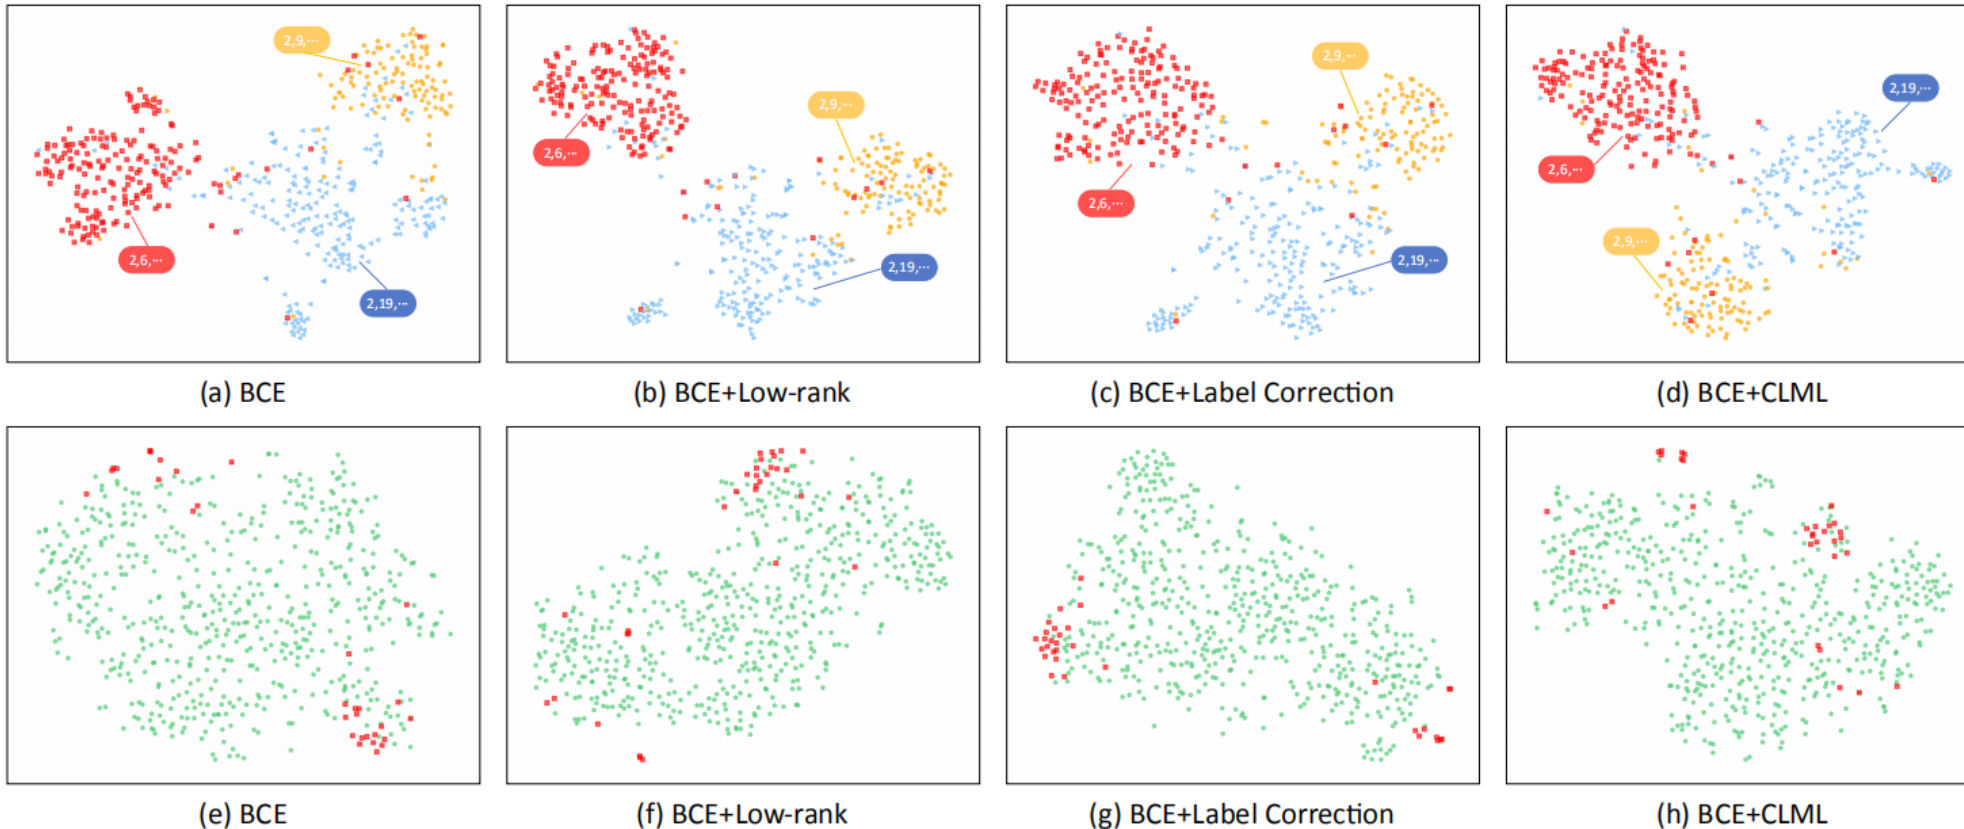 2,9,···
2,6,···
2,19,···
(a) BCE
2,9,···
2,6,···
2,19,···
(b) BCE+Low-rank
2,9,···
2,6,···
2,19,···
(c) BCE+Label Correction
2,19,···
2,6,···
2,9,···
(d) BCE+CLML
(e) BCE
(f) BCE+Low-rank
(g) BCE+Label Correction
(h) BCE+CLML